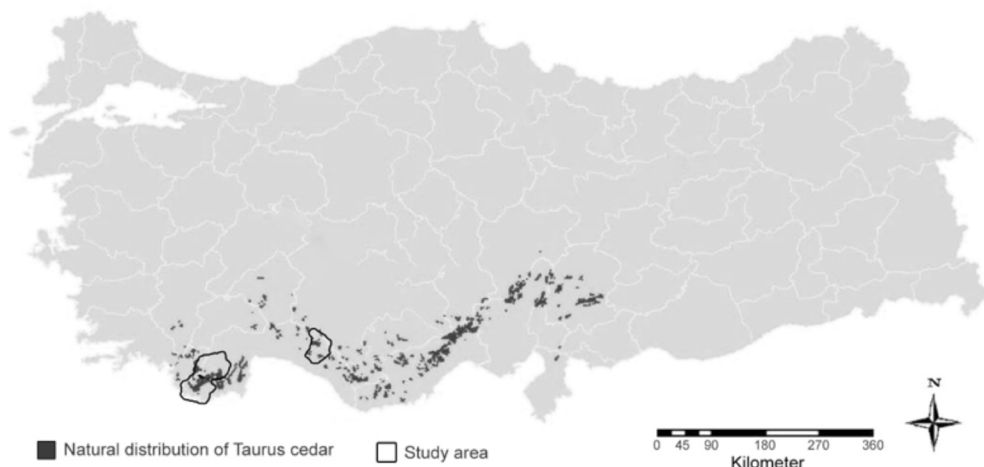 N
Natural distribution of Taurus cedar
Study area
0 45 90 180 270 360
Kilometer